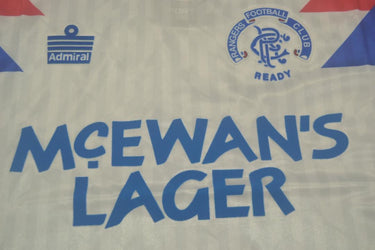 Admiral
RANGERS FOOTBALL CLUB
READY
McEWAN'S
LAGER